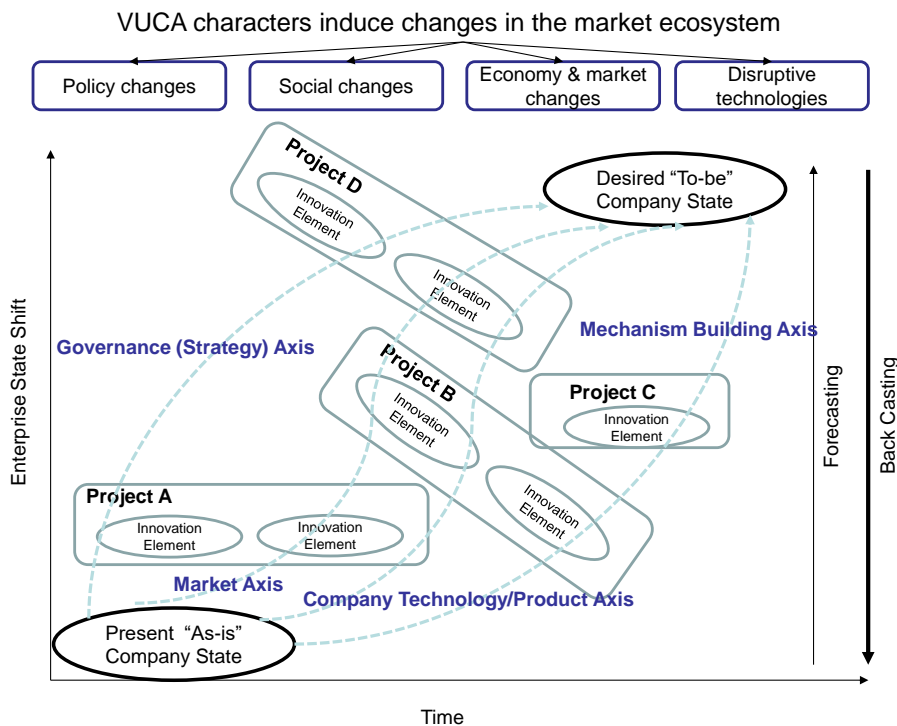 VUCA characters induce changes in the market ecosystem
Policy changes
Social changes
Economy & market
changes
Disruptive
technologies
Project D
Innovation
Element
Innovation
Element
Desired “To-be”
Company State
Governance (Strategy) Axis
Mechanism Building Axis
Project B
Innovation
Element
Innovation
Element
Project C
Innovation
Element
Project A
Innovation
Element
Innovation
Element
Market Axis
Company Technology/Product Axis
Present “As-is”
Company State
Enterprise State Shift
Forecasting
Back Casting
Time